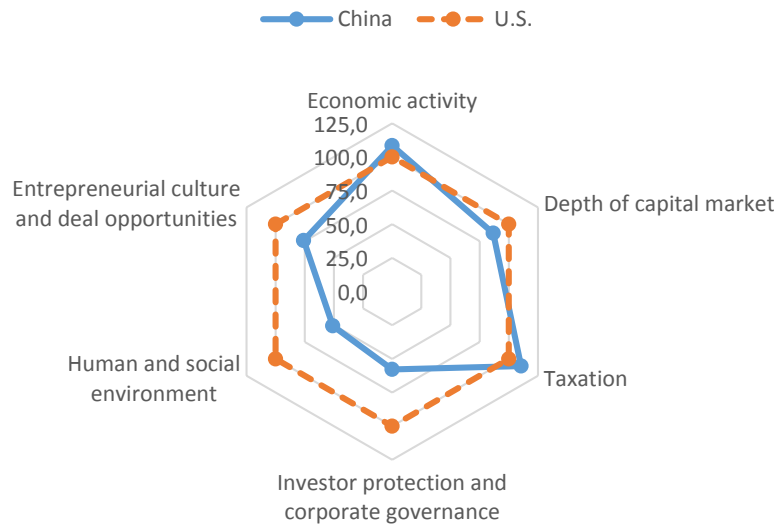 China
U.S.
Economic activity
125,0
100,0
75,0
50,0
25,0
0,0
Entrepreneurial culture
and deal opportunities
Depth of capital market
Human and social
environment
Taxation
Investor protection and
corporate governance